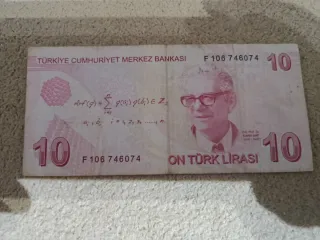 TÜRKİYE CUMHURİYET MERKEZ BANKASI
F 106 746074
10
10
F 106 746074
ON TÜRK LİRASI
10